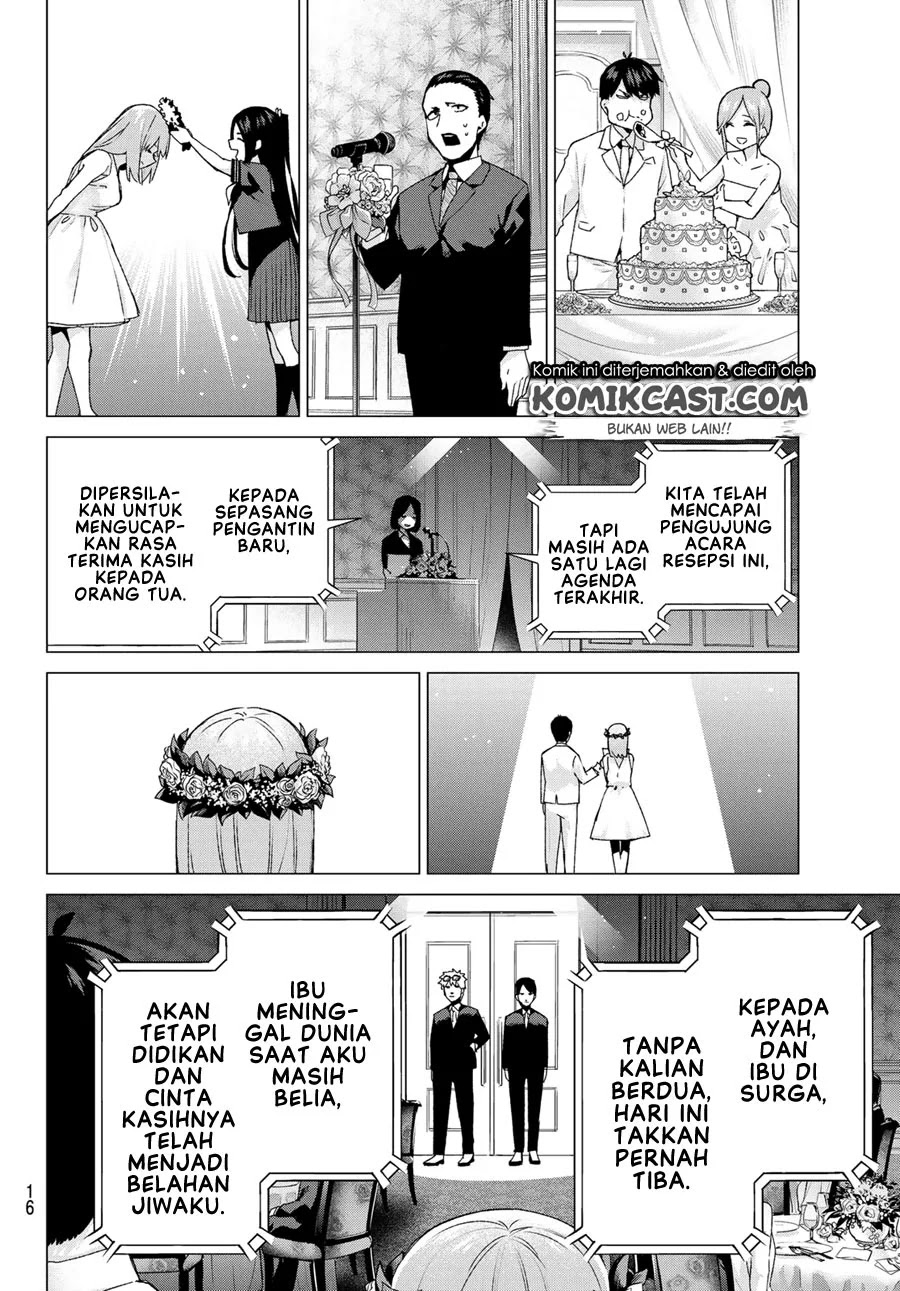 Komik ini diterjemahkan & diedit oleh
KOMIKCAST.COM
BUKAN WEB LAIN!!
KITA TELAH
MENCAPAI
PENGUJUNG
ACARA
RESEPSI INI,
TAPI
MASIH ADA
SATU LAGI
AGENDA
TERAKHIR.
KEPADA
SEPASANG
PENGANTIN
BARU,
DIPERSILA-
KAN UNTUK
MENGUCAP-
KAN RASA
TERIMA KASIH
KEPADA
ORANG TUA.
KEPADA
AYAH,
DAN
IBU DI
SURGA,
TANPA
KALIAN
BERDUA,
HARI INI
TAKKAN
PERNAH
TIBA.
IBU
MENING-
GAL DUNIA
SAAT AKU
MASIH
BELIA,
AKAN
TETAPI
DIDIKAN
DAN
CINTA
KASIHNYA
TELAH
MENJADI
BELAHAN
JIWAKU.
16